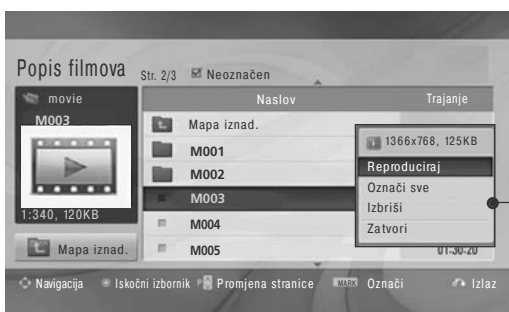 Popis filmova Str. 2/3 Neoznačen
movie
M003
1:340, 120KB
Mapa iznad.
Naslov Trajanje
Mapa iznad.
M001
M002
M003
M004
M005 01:30:20
1366x768, 125KB
Reproduciraj
Označi sve
Izbriši
Zatvori
Navigacija Iskočni izbornik P Promjena stranice MARK Označi Izlaz